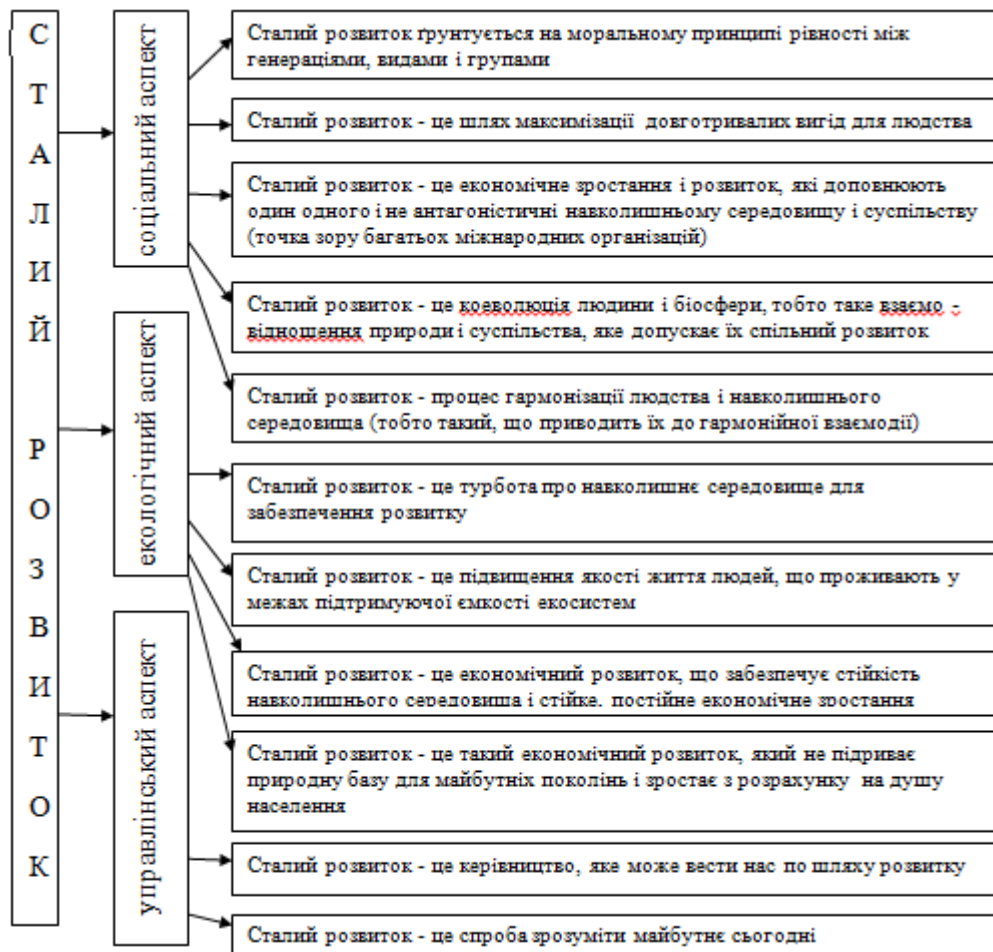 СТАЛИЙ РОЗВИТОК
соціальний аспект
Сталий розвиток ґрунтується на моральному принципі рівності між
генераціями, видами і групами
Сталий розвиток - це шлях максимізації довготривалих вигід для людства
Сталий розвиток - це економічне зростання і розвиток, які доповнюють
один одного і не антагоністичні навколишньому середовищу і суспільству
(точка зору багатьох міжнародних організацій)
Сталий розвиток - це коеволюція людини і біосфери, тобто таке взаємо -
відношення природи і суспільства, яке допускає їх спільний розвиток
Сталий розвиток - процес гармонізації людства і навколишнього
середовища (тобто такий, що приводить їх до гармонійної взаємодії)
екологічний аспект
Сталий розвиток - це турбота про навколишнє середовище для
забезпечення розвитку
Сталий розвиток - це підвищення якості життя людей, що проживають у
межах підтримуючої ємкості екосистем
Сталий розвиток - це економічний розвиток, що забезпечує стійкість
навколишнього середовища і стійке, постійне економічне зростання
Сталий розвиток - це такий економічний розвиток, який не підриває
природну базу для майбутніх поколінь і зростає з розрахунку на душу
населення
управлінський аспект
Сталий розвиток - це керівництво, яке може вести нас по шляху розвитку
Сталий розвиток - це спроба зрозуміти майбутнє сьогодні